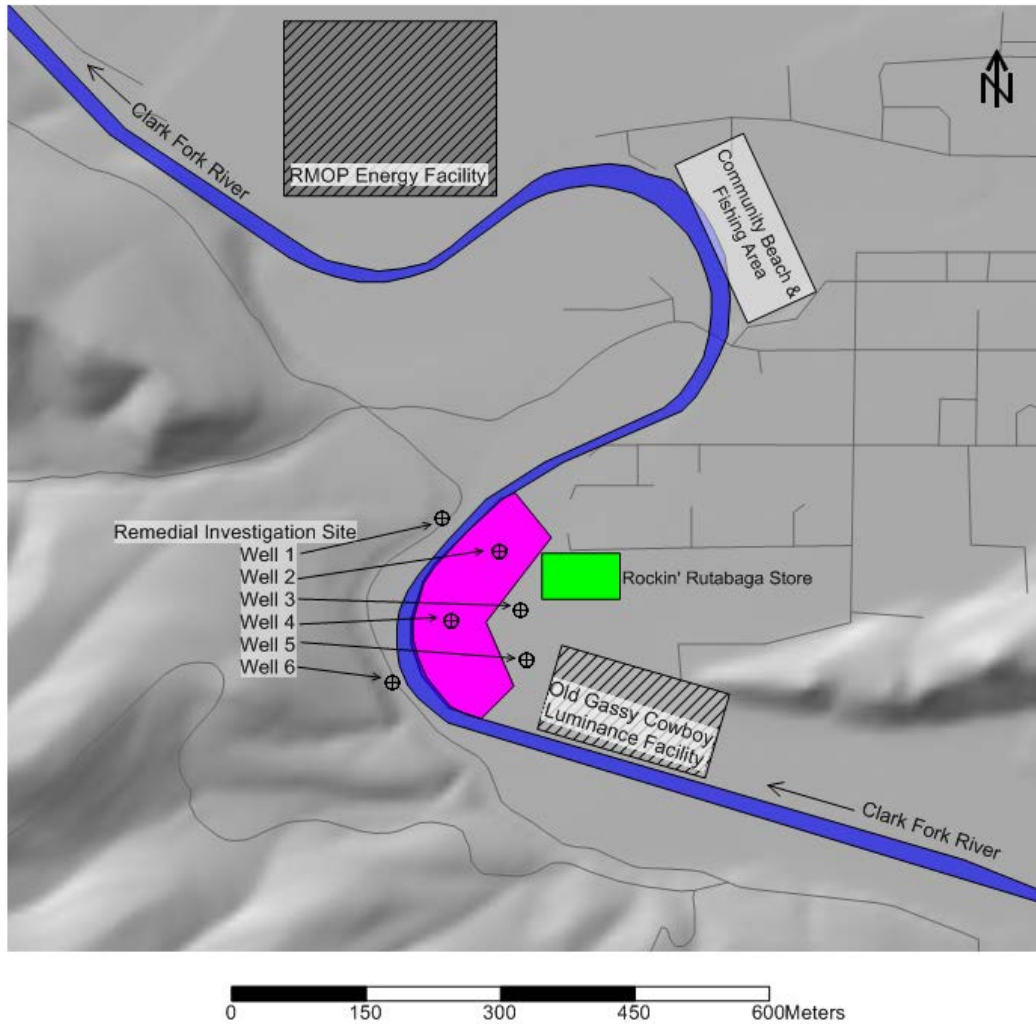 N
Clark Fork River
RMOP Energy Facility
Community Beach &
Fishing Area
Remedial Investigation Site
Well 1
Well 2
Well 3
Well 4
Well 5
Well 6
Rockin' Rutabaga Store
Old Gassy Cowboy
Luminance Facility
Clark Fork River
0 150 300 450 600Meters